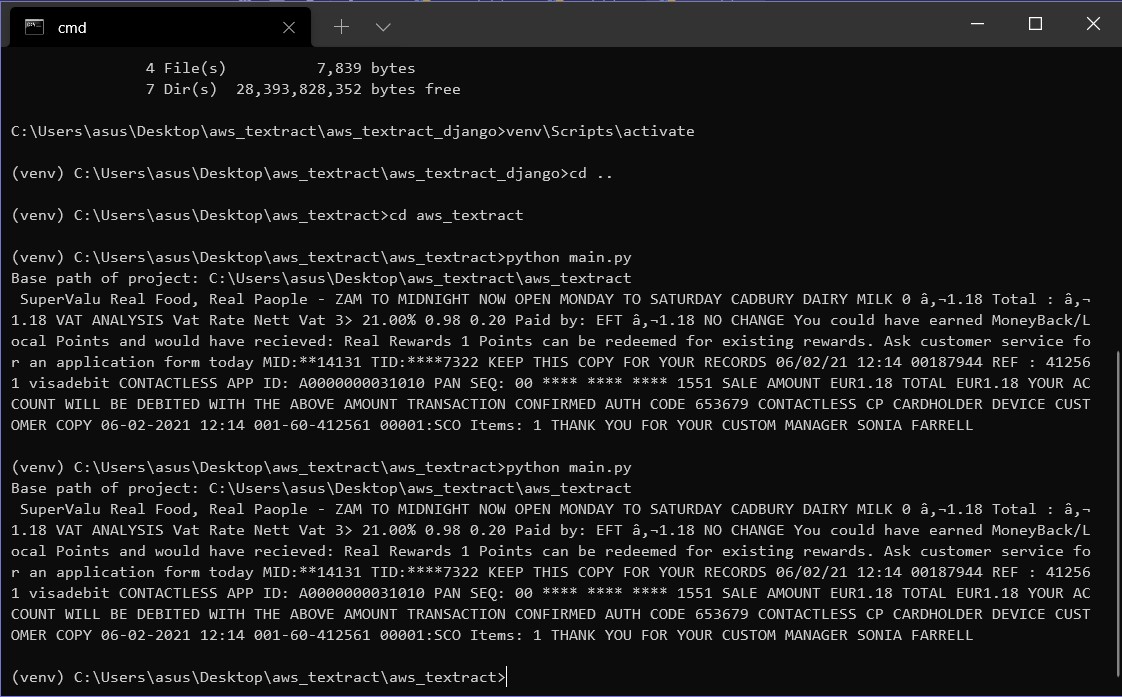 cmd
4 File(s) 7,839 bytes
7 Dir(s) 28,393,828,352 bytes free
C:\Users\asus\Desktop\aws_textract\aws_textract_django>venv\Scripts\activate
(venv) C:\Users\asus\Desktop\aws_textract\aws_textract_django>cd ..
(venv) C:\Users\asus\Desktop\aws_textract>cd aws_textract
(venv) C:\Users\asus\Desktop\aws_textract\aws_textract>python main.py
Base path of project: C:\Users\asus\Desktop\aws_textract\aws_textract
SuperValu Real Food, Real Paople - ZAM TO MIDNIGHT NOW OPEN MONDAY TO SATURDAY CADBURY DAIRY MILK 0 â‚¬1.18 Total : â‚¬
1.18 VAT ANALYSIS Vat Rate Nett Vat 3> 21.00% 0.98 0.20 Paid by: EFT â‚¬1.18 NO CHANGE You could have earned MoneyBack/L
ocal Points and would have recieved: Real Rewards 1 Points can be redeemed for existing rewards. Ask customer service fo
r an application form today MID:**14131 TID:****7322 KEEP THIS COPY FOR YOUR RECORDS 06/02/21 12:14 00187944 REF : 41256
1 visadebit CONTACTLESS APP ID: A0000000031010 PAN SEQ: 00 **** **** **** 1551 SALE AMOUNT EUR1.18 TOTAL EUR1.18 YOUR AC
COUNT WILL BE DEBITED WITH THE ABOVE AMOUNT TRANSACTION CONFIRMED AUTH CODE 653679 CONTACTLESS CP CARDHOLDER DEVICE CUST
OMER COPY 06-02-2021 12:14 001-60-412561 00001:SCO Items: 1 THANK YOU FOR YOUR CUSTOM MANAGER SONIA FARRELL
(venv) C:\Users\asus\Desktop\aws_textract\aws_textract>python main.py
Base path of project: C:\Users\asus\Desktop\aws_textract\aws_textract
SuperValu Real Food, Real Paople - ZAM TO MIDNIGHT NOW OPEN MONDAY TO SATURDAY CADBURY DAIRY MILK 0 â‚¬1.18 Total : â‚¬
1.18 VAT ANALYSIS Vat Rate Nett Vat 3> 21.00% 0.98 0.20 Paid by: EFT â‚¬1.18 NO CHANGE You could have earned MoneyBack/L
ocal Points and would have recieved: Real Rewards 1 Points can be redeemed for existing rewards. Ask customer service fo
r an application form today MID:**14131 TID:****7322 KEEP THIS COPY FOR YOUR RECORDS 06/02/21 12:14 00187944 REF : 41256
1 visadebit CONTACTLESS APP ID: A0000000031010 PAN SEQ: 00 **** **** **** 1551 SALE AMOUNT EUR1.18 TOTAL EUR1.18 YOUR AC
COUNT WILL BE DEBITED WITH THE ABOVE AMOUNT TRANSACTION CONFIRMED AUTH CODE 653679 CONTACTLESS CP CARDHOLDER DEVICE CUST
OMER COPY 06-02-2021 12:14 001-60-412561 00001:SCO Items: 1 THANK YOU FOR YOUR CUSTOM MANAGER SONIA FARRELL
(venv) C:\Users\asus\Desktop\aws_textract\aws_textract>